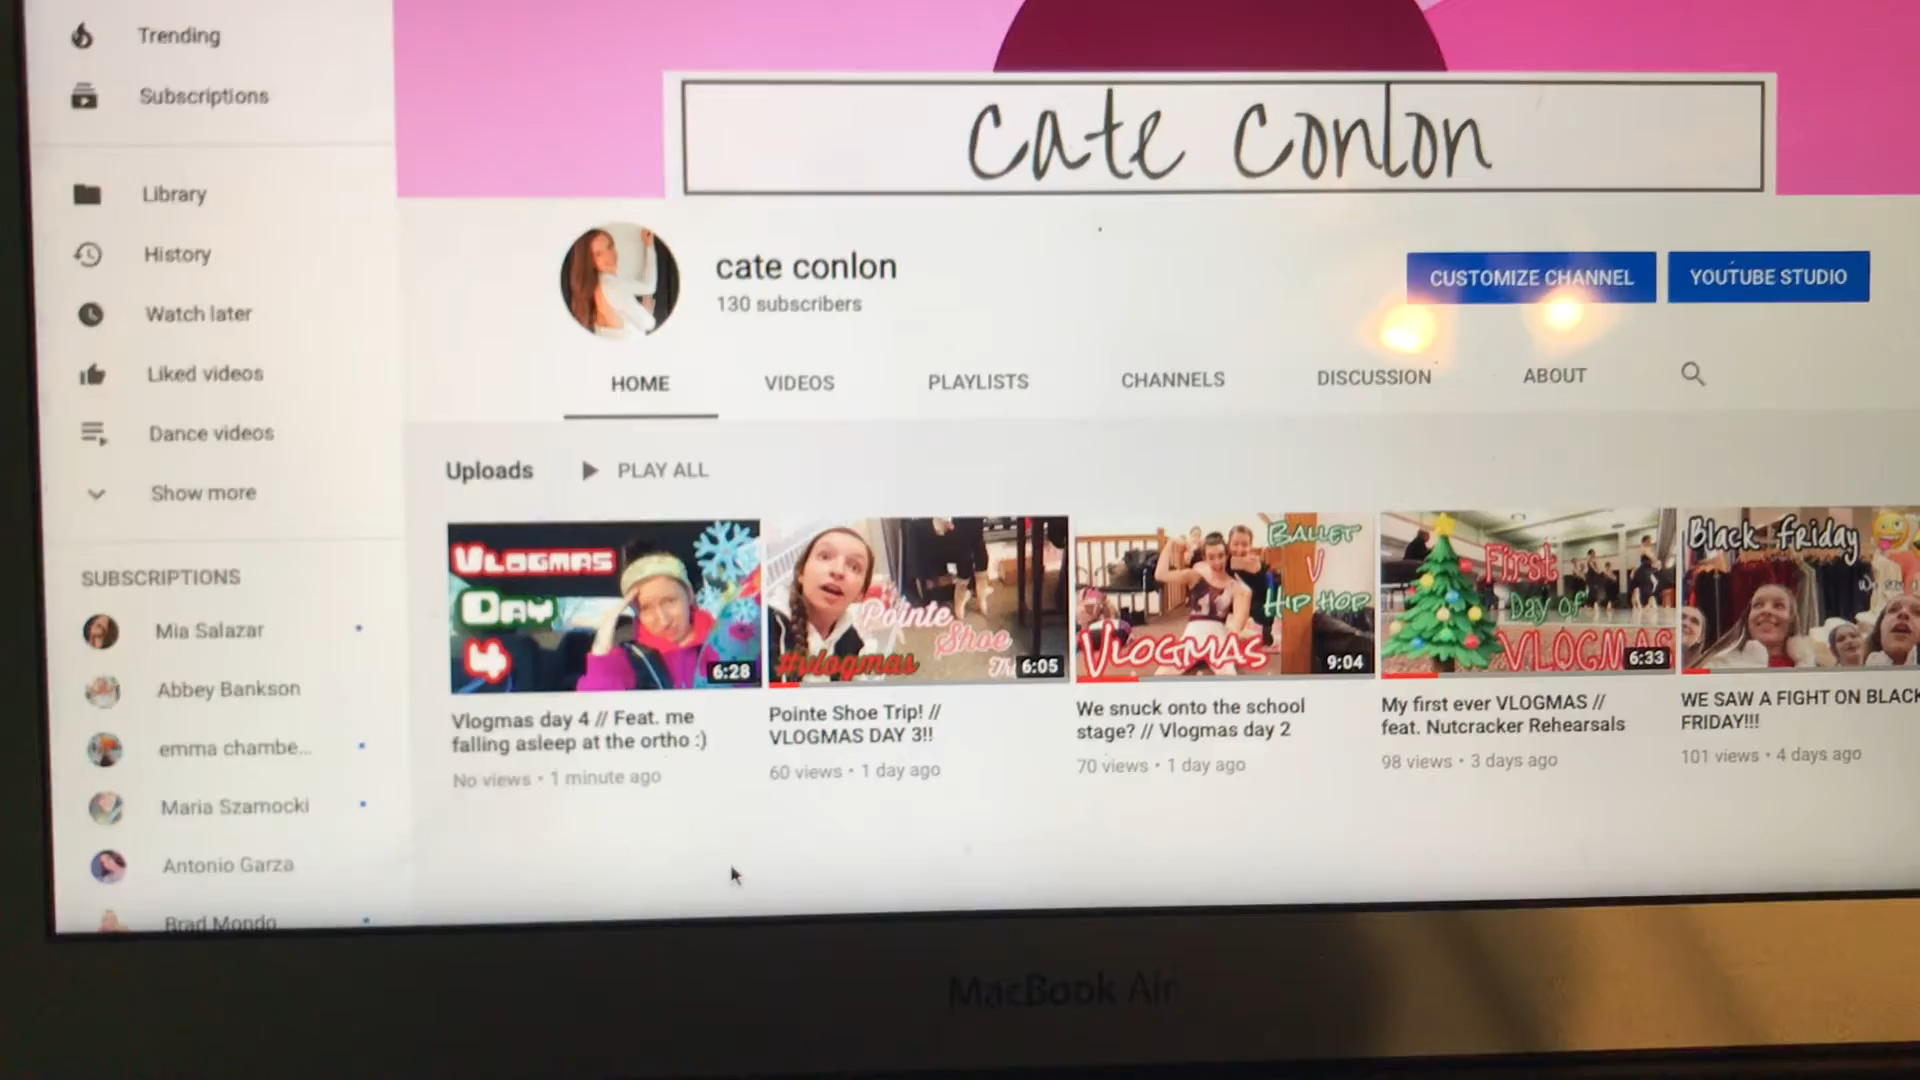 Trending
Subscriptions
Library
History
Watch later
Liked videos
Dance videos
Show more
SUBSCRIPTIONS
Mia Salazar
Abbey Bankson
emma chambe...
Maria Szamocki
Antonio Garza
Brad Mondo
cate conlon
cate conlon
130 subscribers
CUSTOMIZE CHANNEL
YOUTUBE STUDIO
HOME
VIDEOS
PLAYLISTS
CHANNELS
DISCUSSION
ABOUT
Uploads
PLAY ALL
VLOGMAS
DAY
4
6:28
Vlogmas day 4 // Feat. me
falling asleep at the ortho :)
No views • 1 minute ago
Pointe
Shoe
#vlogmas
6:05
Pointe Shoe Trip! //
VLOGMAS DAY 3!!
60 views • 1 day ago
BALLET
V
HIP HOP
VLOGMAS
9:04
We snuck onto the school
stage? // Vlogmas day 2
70 views • 1 day ago
First
Day of
VLOGMAS
6:33
My first ever VLOGMAS //
feat. Nutcracker Rehearsals
98 views • 3 days ago
Black friday
WE SAW A FIGHT ON BLACK
FRIDAY!!!
101 views • 4 days ago
MacBook Air